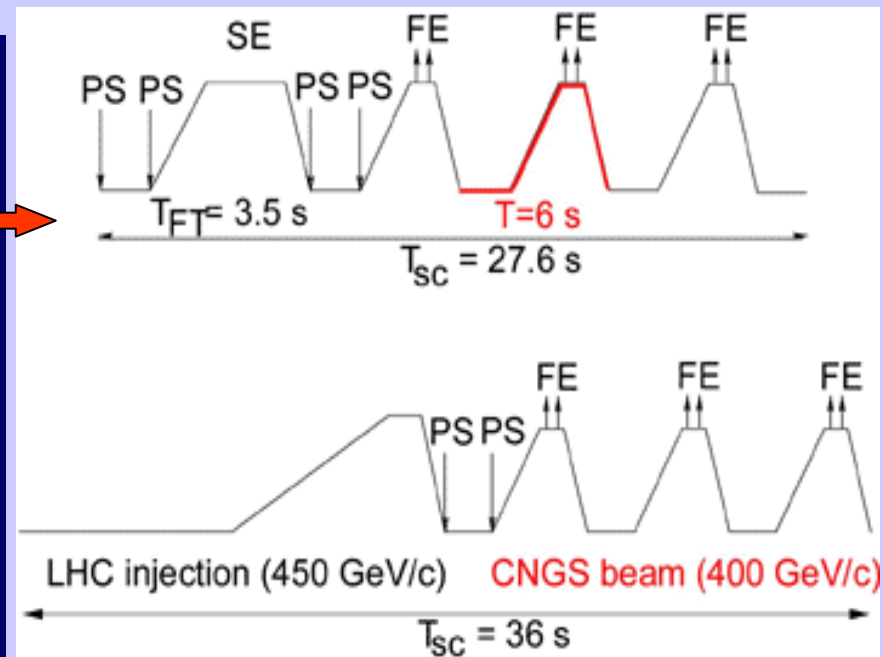 SE FE FE FE
PS PS PS PS
T_FT = 3.5 s T=6 s
T_sc = 27.6 s
FE FE FE
PS PS
LHC injection (450 GeV/c) CNGS beam (400 GeV/c)
T_sc = 36 s